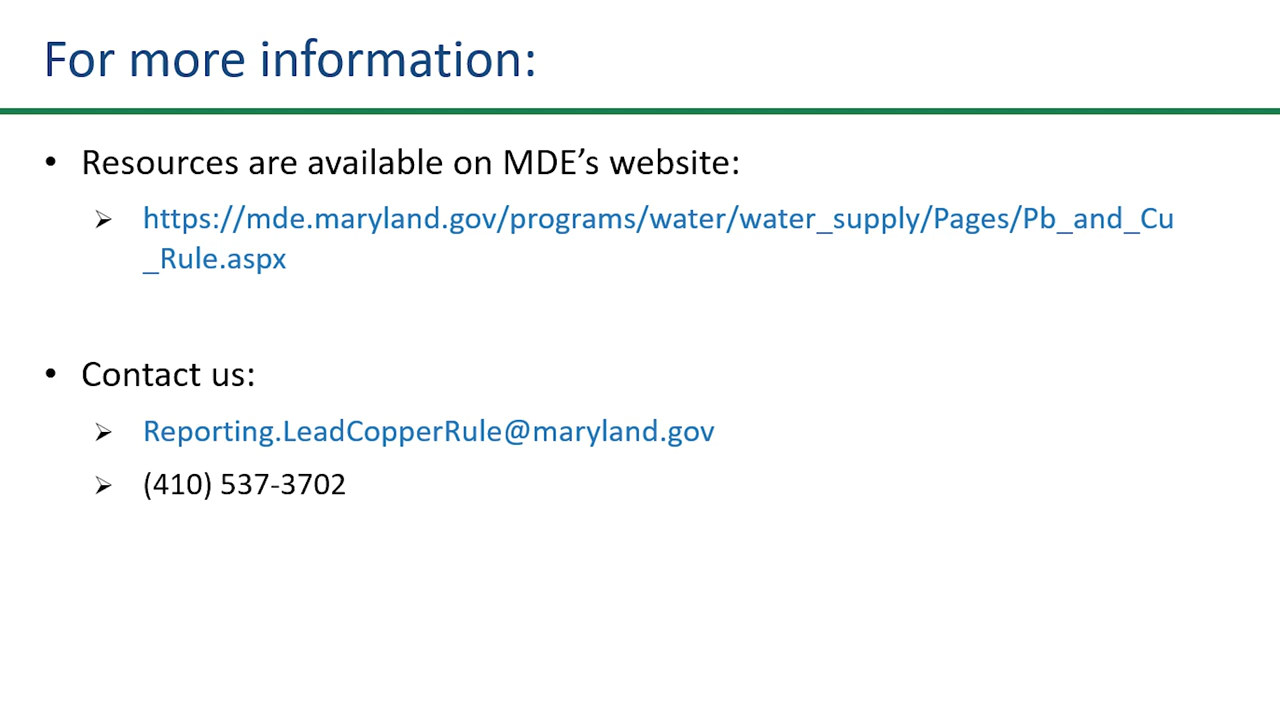 For more information:
• Resources are available on MDE’s website:
➢ https://mde.maryland.gov/programs/water/water_supply/Pages/Pb_and_Cu
_Rule.aspx
• Contact us:
➢ Reporting.LeadCopperRule@maryland.gov
➢ (410) 537-3702